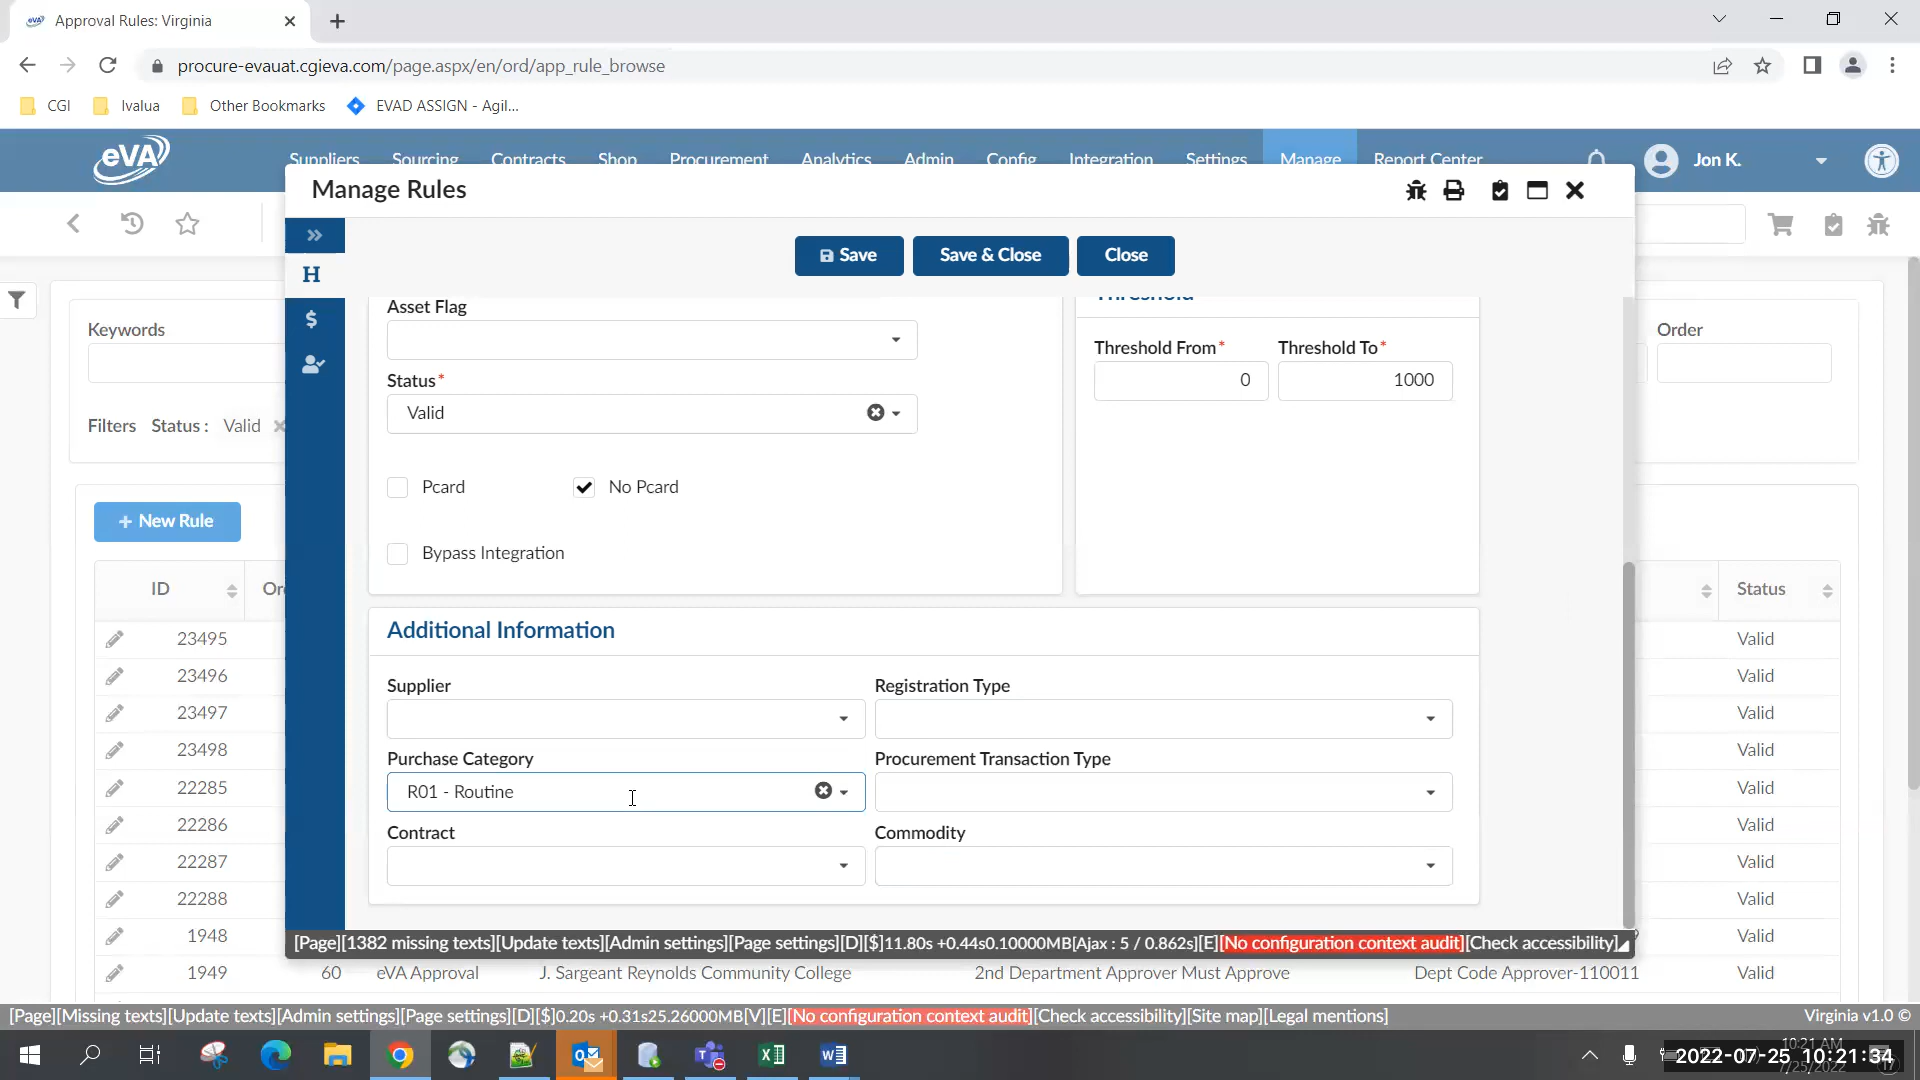 eVA Approval Rules: Virginia
procure-evauat.cgieva.com/page.aspx/en/ord/app_rule_browse
CGI Ivalua Other Bookmarks EVAD ASSIGN - Agil...
eVA Suppliers Sourcing Contracts Shop Procurement Analytics Admin Config Integration Settings Manage Report Center Jon K.
Manage Rules
Save Save & Close Close
H
$
Asset Flag
Threshold
Status*
Valid
Threshold From* Threshold To*
0 1000
Pcard No Pcard
Bypass Integration
Additional Information
Supplier Registration Type
Purchase Category Procurement Transaction Type
R01 - Routine
Contract Commodity
[Page][1382 missing texts][Update texts][Admin settings][Page settings][D][$]11.80s +0.44s0.10000MB[Ajax : 5 / 0.862s][E][No configuration context audit][Check accessibility]
Keywords Order
Filters Status : Valid
+ New Rule
ID Status
23495 Valid
23496 Valid
23497 Valid
23498 Valid
22285 Valid
22286 Valid
22287 Valid
22288 Valid
1948 Valid
1949 60 eVA Approval J. Sargeant Reynolds Community College 2nd Department Approver Must Approve Dept Code Approver-110011 Valid
[Page][Missing texts][Update texts][Admin settings][Page settings][D][$]0.20s +0.31s25.26000MB[V][E][No configuration context audit][Check accessibility][Site map][Legal mentions] Virginia v1.0 ©
10:21 AM
2022-07-25 10:21:34
7/25/2022